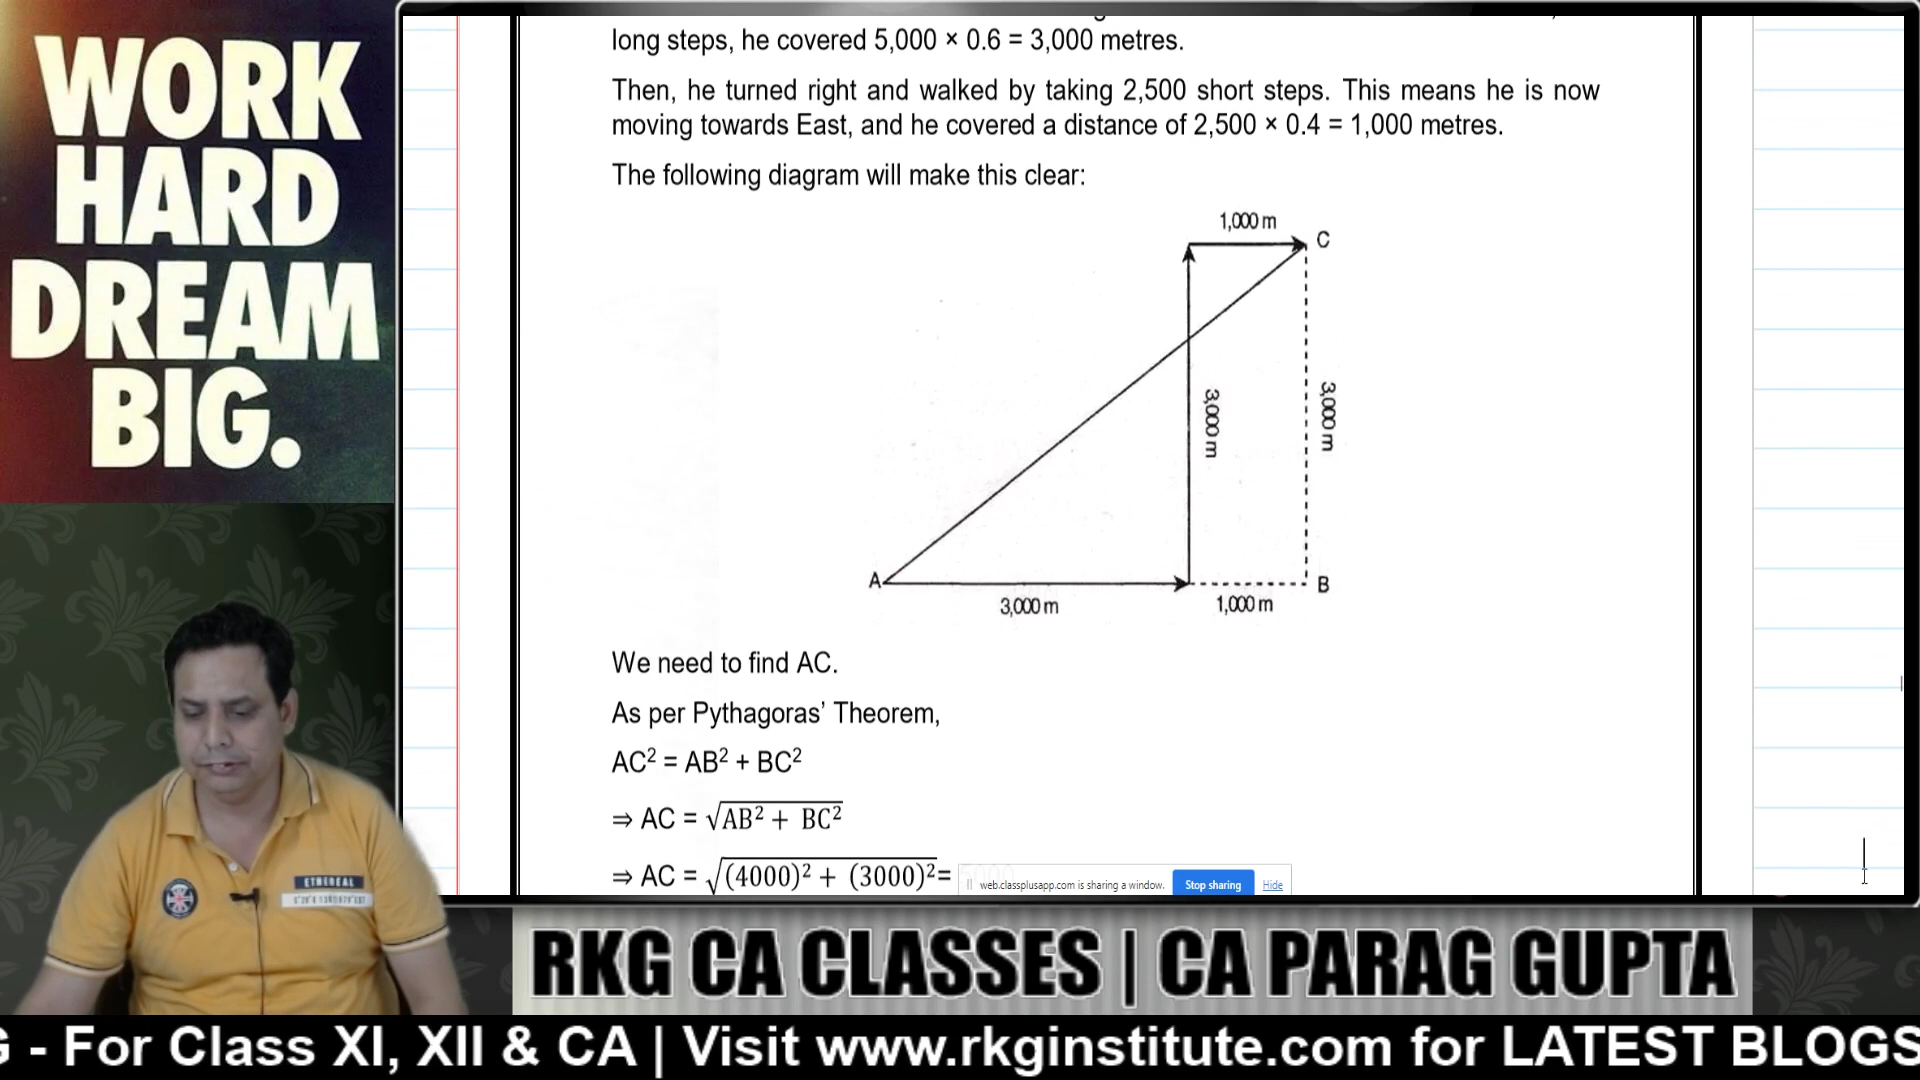 WORK
HARD
DREAM
BIG.
long steps, he covered 5,000 × 0.6 = 3,000 metres.
Then, he turned right and walked by taking 2,500 short steps. This means he is now
moving towards East, and he covered a distance of 2,500 × 0.4 = 1,000 metres.
The following diagram will make this clear:
1,000 m
C
3,000 m
3,000 m
A
B
3,000 m
1,000 m
We need to find AC.
As per Pythagoras’ Theorem,
AC² = AB² + BC²
⇒ AC = √AB² + BC²
⇒ AC = √(4000)² + (3000)² =
web.classplusapp.com is sharing a window.
Stop sharing
Hide
ETHEREAL
RKG CA CLASSES | CA PARAG GUPTA
- For Class XI, XII & CA | Visit www.rkginstitute.com for LATEST BLOGS